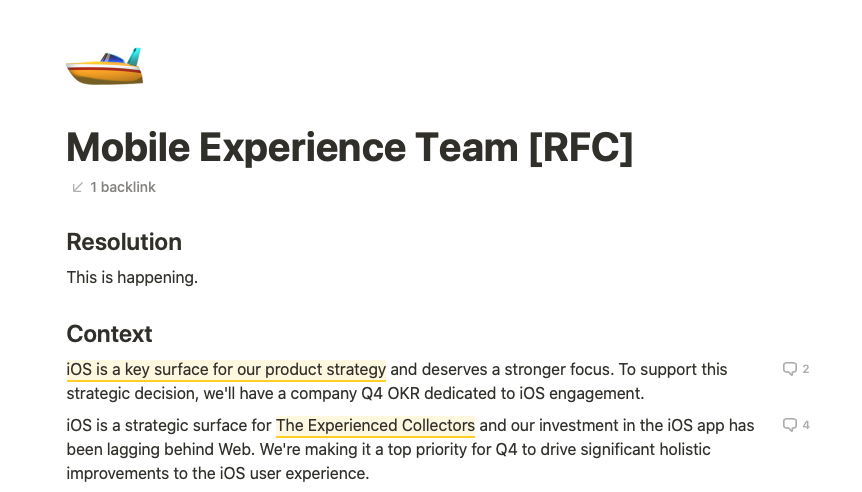 Mobile Experience Team [RFC]
1 backlink
Resolution
This is happening.
Context
iOS is a key surface for our product strategy and deserves a stronger focus. To support this
2
strategic decision, we'll have a company Q4 OKR dedicated to iOS engagement.
iOS is a strategic surface for The Experienced Collectors and our investment in the iOS app has
4
been lagging behind Web. We're making it a top priority for Q4 to drive significant holistic
improvements to the iOS user experience.